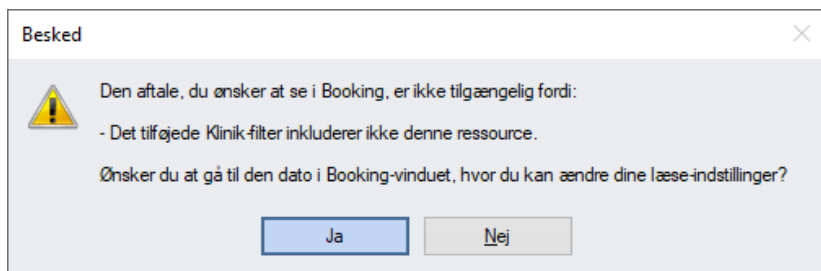 Besked
Den aftale, du ønsker at se i Booking, er ikke tilgængelig fordi:
- Det tilføjede Klinik-filter inkluderer ikke denne ressource.
Ønsker du at gå til den dato i Booking-vinduet, hvor du kan ændre dine læse-indstillinger?
Ja
Nej